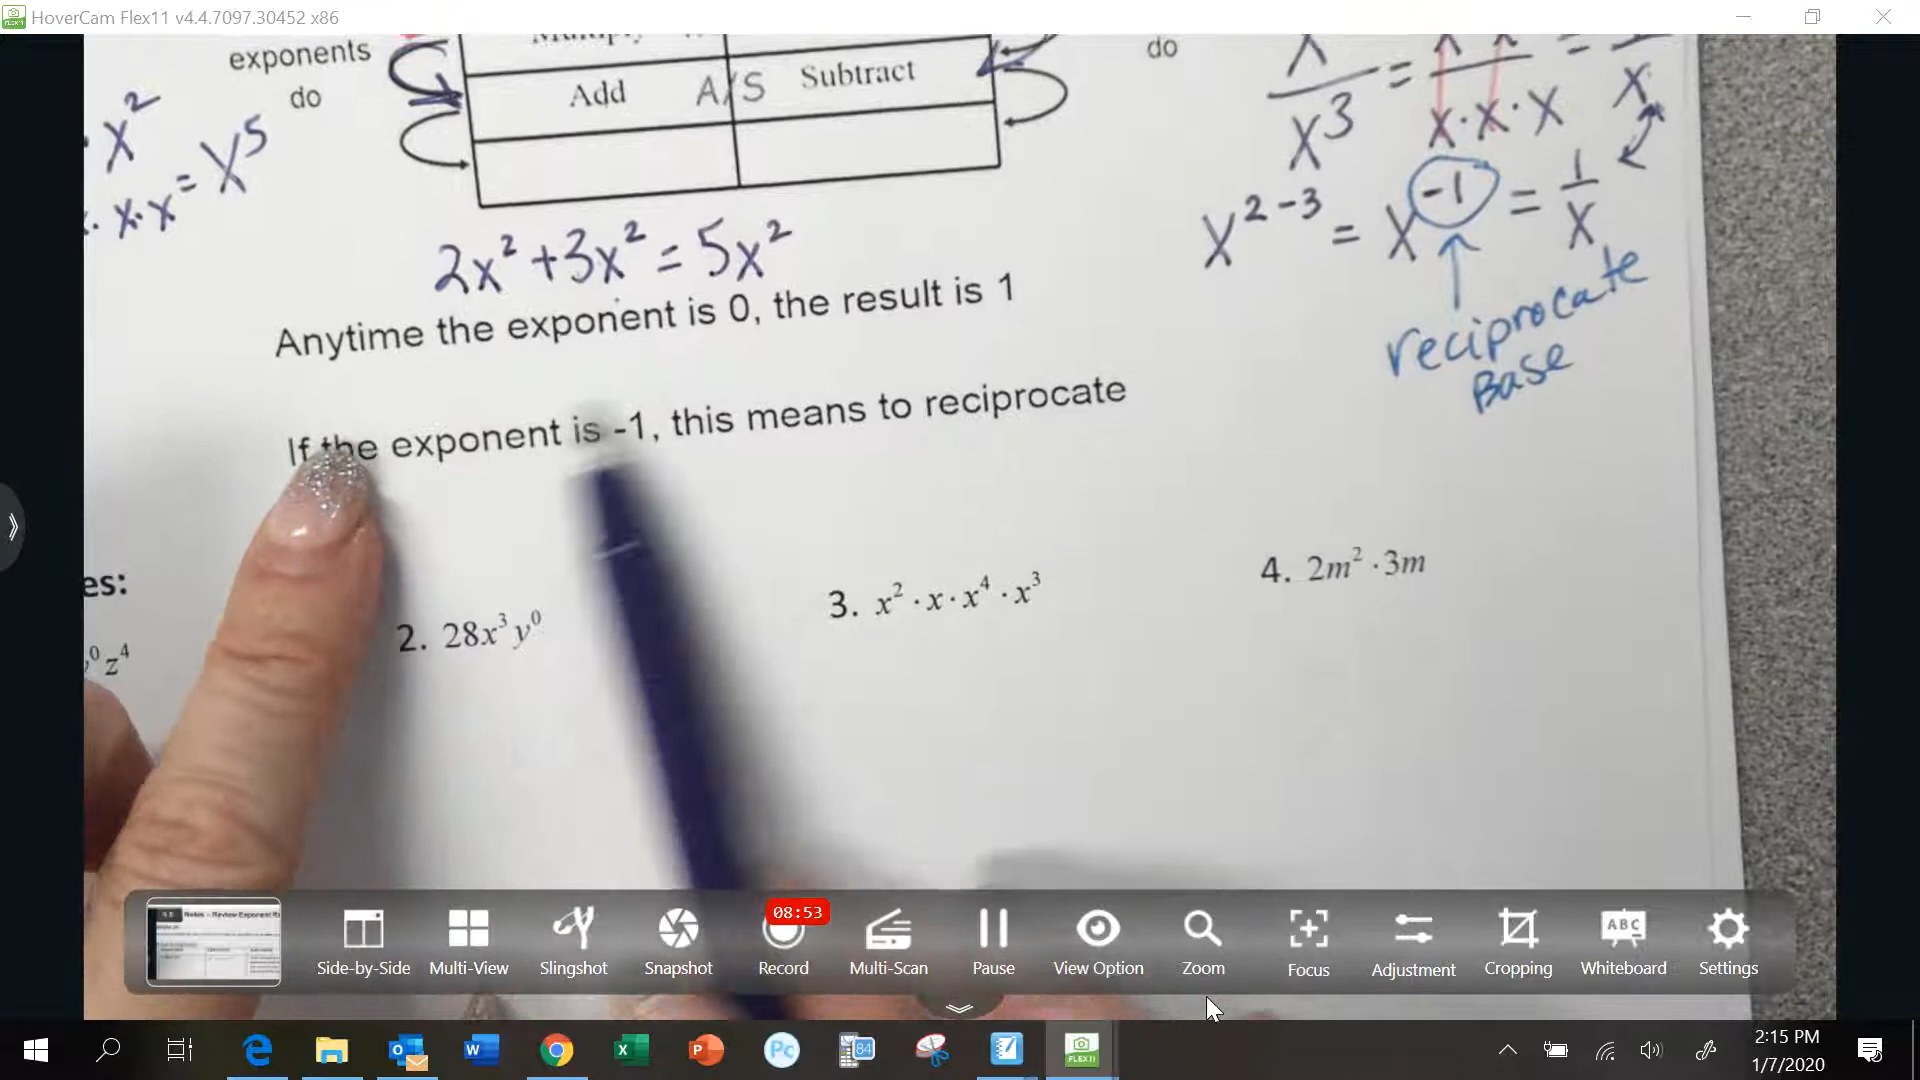 HoverCam Flex11 v4.4.7097.30452 x86
exponents
do
Multiply
Add A/S Subtract
do
x²
x·x = x⁵
x³ = x·x·x = x
x²⁻³ = x⁻¹ = 1/x
reciprocate
Base
2x² + 3x² = 5x²
Anytime the exponent is 0, the result is 1
If the exponent is -1, this means to reciprocate
es:
⁰z⁴
2. 28x³y⁰
3. x² · x · x⁴ · x³
4. 2m² · 3m
08:53
Side-by-Side Multi-View Slingshot Snapshot Record Multi-Scan Pause View Option Zoom Focus Adjustment Cropping Whiteboard Settings
ABC
2:15 PM
1/7/2020